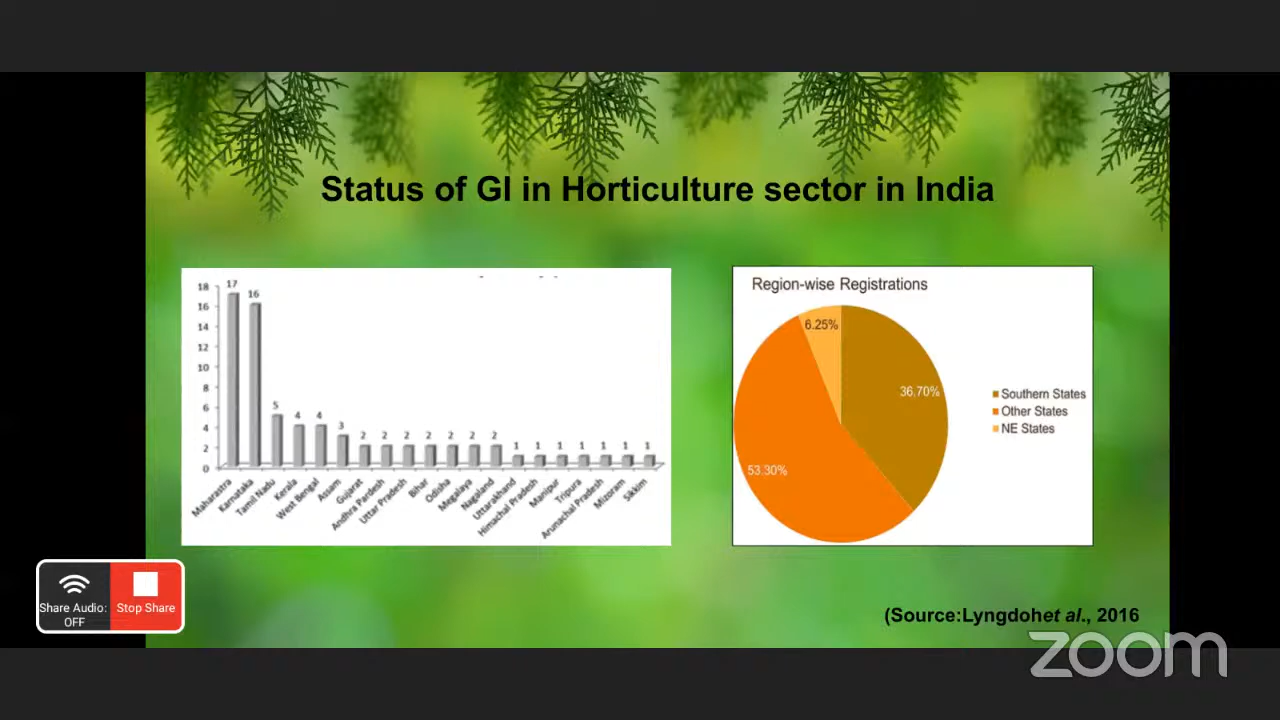 Status of GI in Horticulture sector in India
18
16
14
12
10
8
6
4
2
0
17
16
5
4
4
3
2
2
2
2
2
2
2
1
1
1
1
1
1
1
Maharastra
Karnataka
Tamil Nadu
Kerala
West Bengal
Assam
Gujarat
Andhra Pardesh
Uttar Pradesh
Bihar
Odisha
Megalaya
Nagaland
Uttarakhand
Himachal Pradesh
Manipur
Tripura
Arunachal Pradesh
Mizoram
Sikkim
Region-wise Registrations
6.25%
36.70%
53.30%
Southern States
Other States
NE States
Share Audio:
OFF
Stop Share
(Source:Lyngdohet al., 2016
zoom